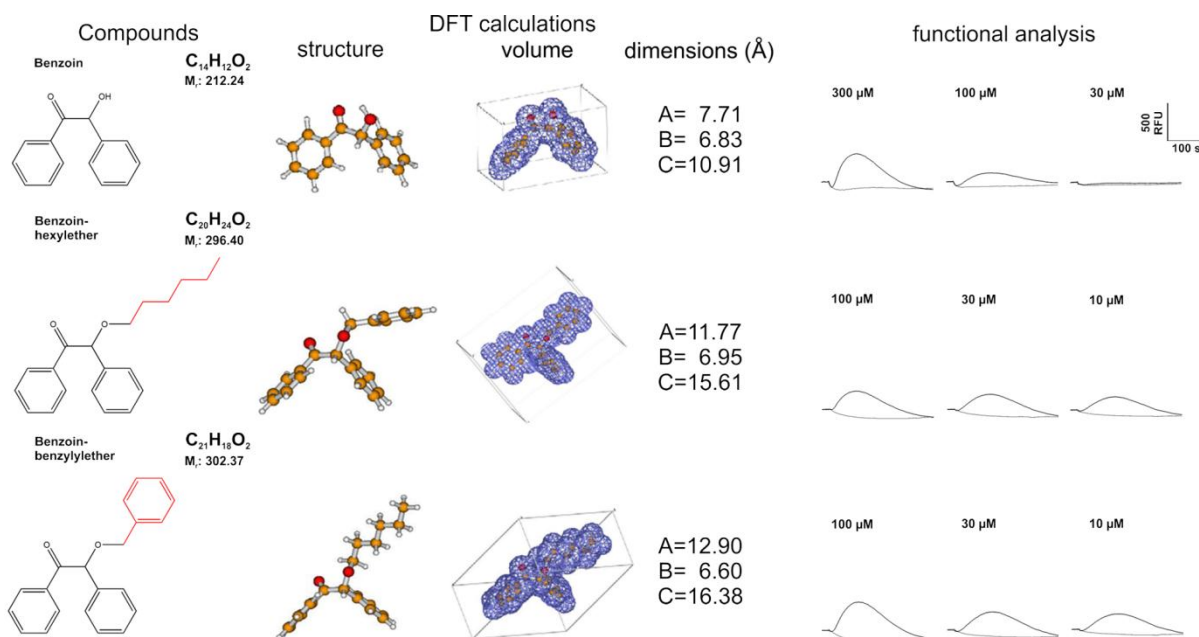 Compounds
DFT calculations
structure
volume
dimensions (Å)
functional analysis
Benzoin
C₁₄H₁₂O₂
Mᵣ: 212.24
O
OH
A= 7.71
B= 6.83
C=10.91
300 µM
100 µM
30 µM
500
RFU
100 s
Benzoin-
hexylether
C₂₀H₂₄O₂
Mᵣ: 296.40
O
O
A=11.77
B= 6.95
C=15.61
100 µM
30 µM
10 µM
Benzoin-
benzylylether
C₂₁H₁₈O₂
Mᵣ: 302.37
O
O
A=12.90
B= 6.60
C=16.38
100 µM
30 µM
10 µM